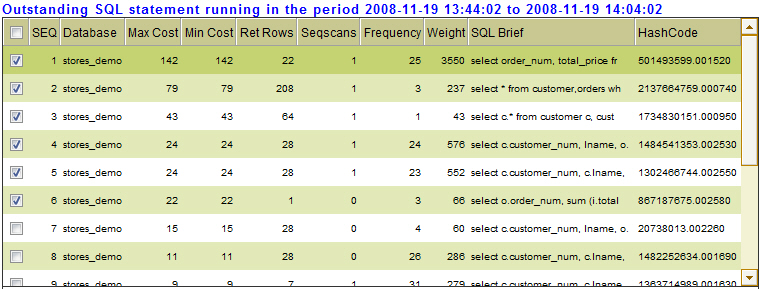 Outstanding SQL statement running in the period 2008-11-19 13:44:02 to 2008-11-19 14:04:02
SEQ Database Max Cost Min Cost Ret Rows Seqscans Frequency Weight SQL Brief HashCode
1 stores_demo 142 142 22 1 25 3550 select order_num, total_price fr 501493599.001520
2 stores_demo 79 79 208 1 3 237 select * from customer,orders wh 2137664759.000740
3 stores_demo 43 43 64 1 1 43 select c.* from customer c, cust 1734830151.000950
4 stores_demo 24 24 28 1 24 576 select c.customer_num, lname, o. 1484541353.002530
5 stores_demo 24 24 28 1 23 552 select c.customer_num, c.lname, 1302466744.002550
6 stores_demo 22 22 1 0 3 66 select o.order_num, sum (i.total 867187675.002580
7 stores_demo 15 15 28 0 4 60 select c.customer_num, c.lname, 20738013.002260
8 stores_demo 11 11 28 0 26 286 select c.customer_num, c.lname, 1482252634.001690
9 stores_demo 9 9 7 1 31 279 select c.customer_num, c.lname, 1363714989.001630